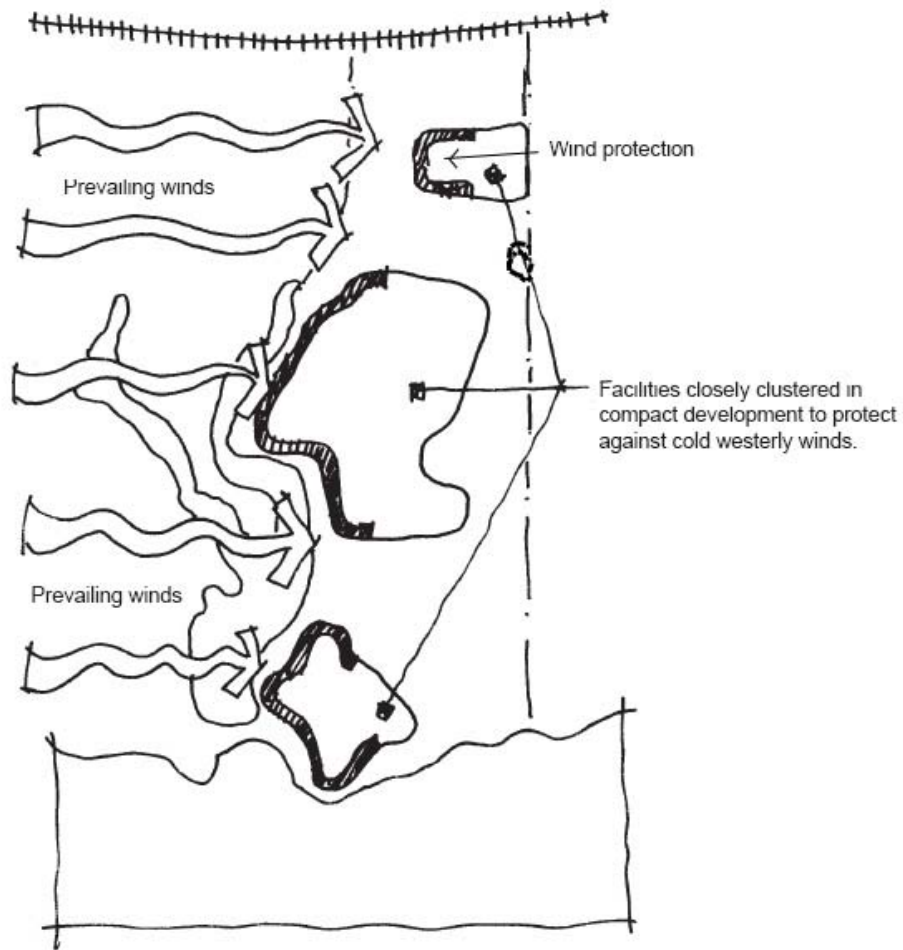 Wind protection
Prevailing winds
Facilities closely clustered in
compact development to protect
against cold westerly winds.
Prevailing winds